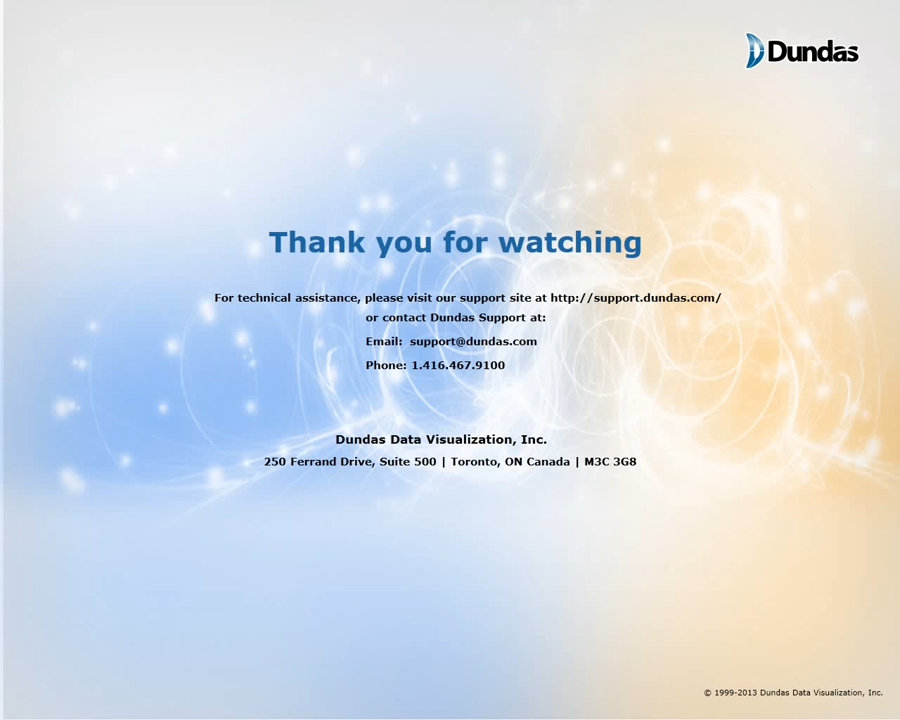 Dundas
Thank you for watching
For technical assistance, please visit our support site at http://support.dundas.com/
or contact Dundas Support at:
Email: support@dundas.com
Phone: 1.416.467.9100
Dundas Data Visualization, Inc.
250 Ferrand Drive, Suite 500 | Toronto, ON Canada | M3C 3G8
© 1999-2013 Dundas Data Visualization, Inc.